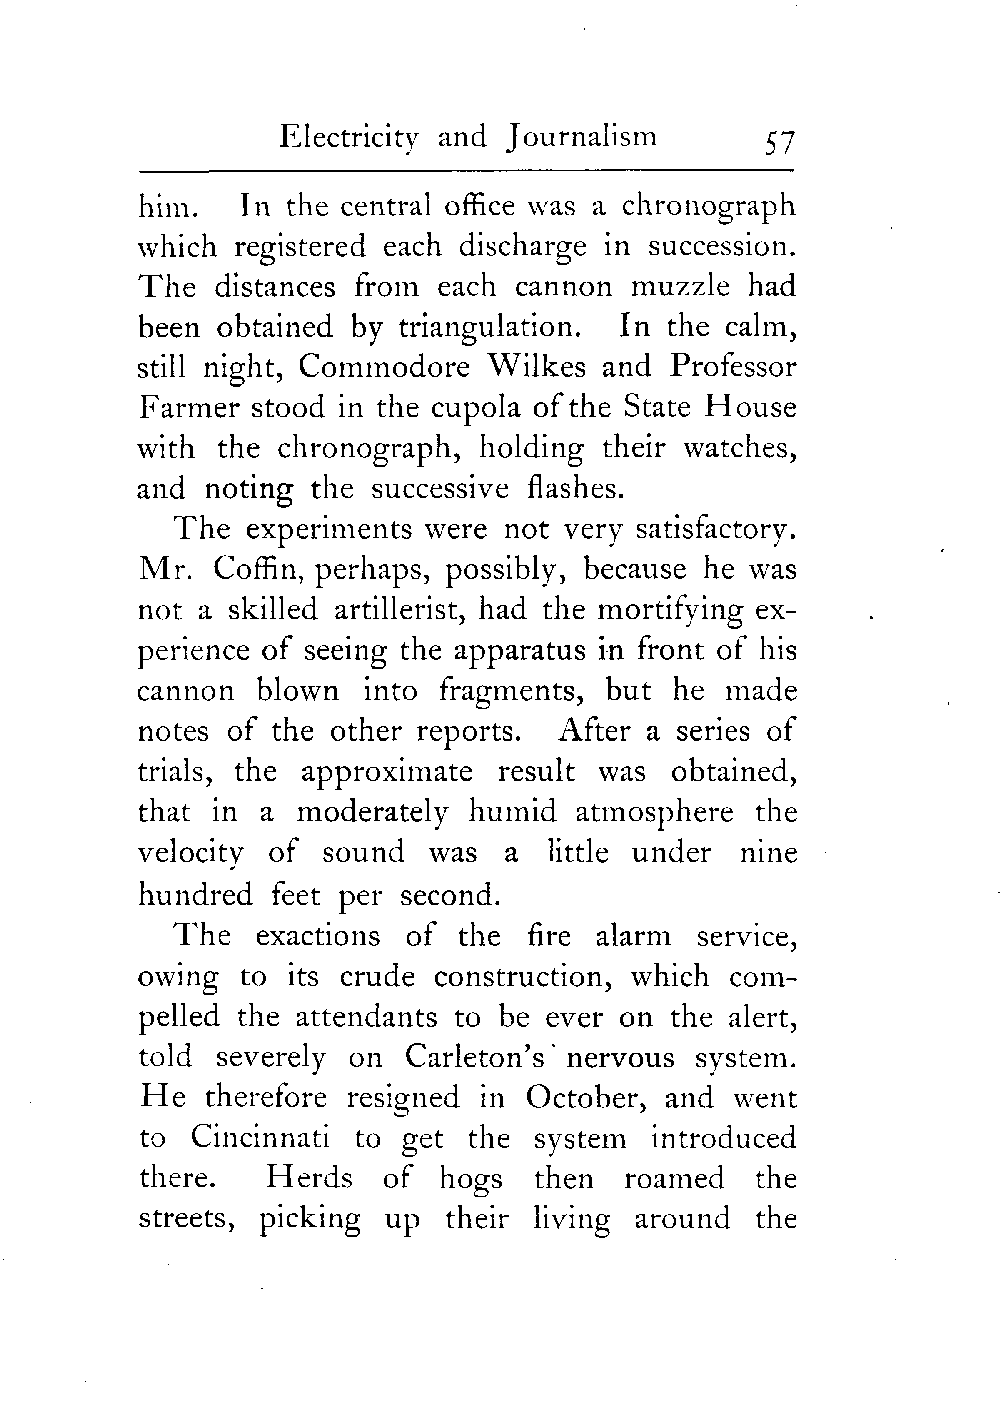 Electricity and Journalism 57
him. In the central office was a chronograph
which registered each discharge in succession.
The distances from each cannon muzzle had
been obtained by triangulation. In the calm,
still night, Commodore Wilkes and Professor
Farmer stood in the cupola of the State House
with the chronograph, holding their watches,
and noting the successive flashes.
The experiments were not very satisfactory.
Mr. Coffin, perhaps, possibly, because he was
not a skilled artillerist, had the mortifying ex-
perience of seeing the apparatus in front of his
cannon blown into fragments, but he made
notes of the other reports. After a series of
trials, the approximate result was obtained,
that in a moderately humid atmosphere the
velocity of sound was a little under nine
hundred feet per second.
The exactions of the fire alarm service,
owing to its crude construction, which com-
pelled the attendants to be ever on the alert,
told severely on Carleton's nervous system.
He therefore resigned in October, and went
to Cincinnati to get the system introduced
there. Herds of hogs then roamed the
streets, picking up their living around the